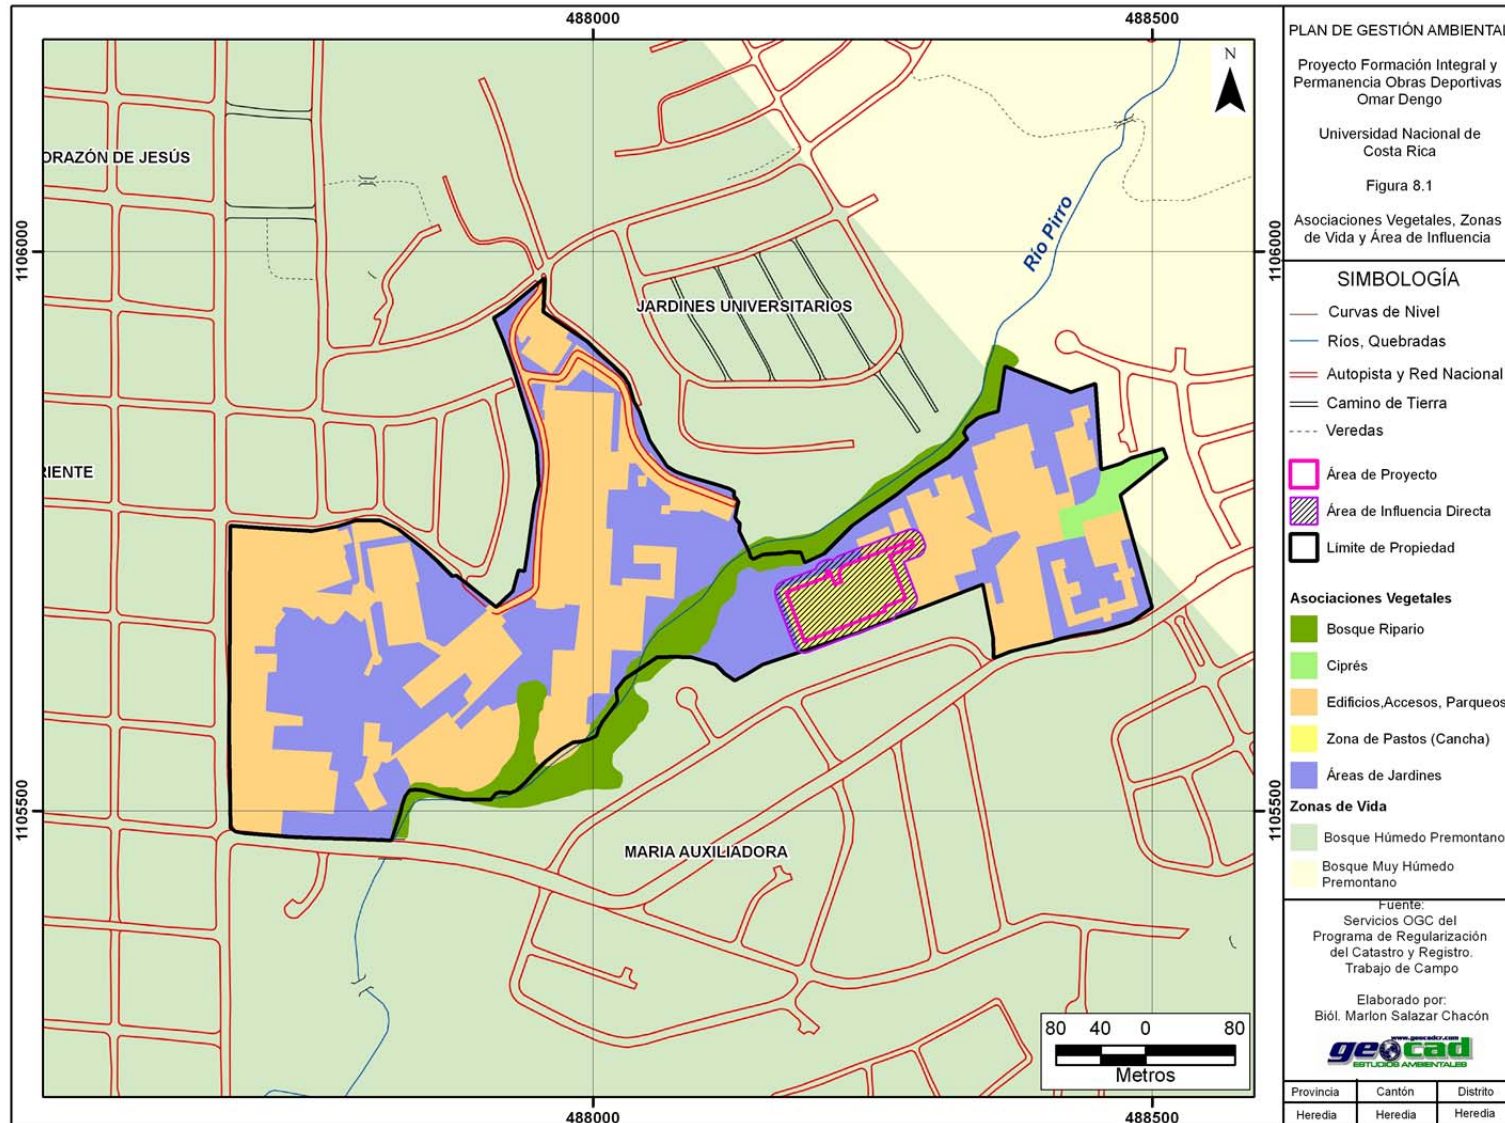 488000
488500
N
ORAZÓN DE JESÚS
1106000
1106000
Río Pirro
JARDINES UNIVERSITARIOS
RIENTE
1105500
1105500
MARIA AUXILIADORA
80 40 0 80
Metros
488000
488500
PLAN DE GESTIÓN AMBIENTAL
Proyecto Formación Integral y
Permanencia Obras Deportivas
Omar Dengo
Universidad Nacional de
Costa Rica
Figura 8.1
Asociaciones Vegetales, Zonas
de Vida y Área de Influencia
SIMBOLOGÍA
Curvas de Nivel
Ríos, Quebradas
Autopista y Red Nacional
Camino de Tierra
Veredas
Área de Proyecto
Área de Influencia Directa
Límite de Propiedad
Asociaciones Vegetales
Bosque Ripario
Ciprés
Edificios,Accesos, Parqueos
Zona de Pastos (Cancha)
Áreas de Jardines
Zonas de Vida
Bosque Húmedo Premontano
Bosque Muy Húmedo
Premontano
Fuente:
Servicios OGC del
Programa de Regularización
del Catastro y Registro.
Trabajo de Campo
Elaborado por:
Biól. Marlon Salazar Chacón
www.geocadcr.com
geocad
ESTUDIOS AMBIENTALES
Provincia Cantón Distrito
Heredia Heredia Heredia